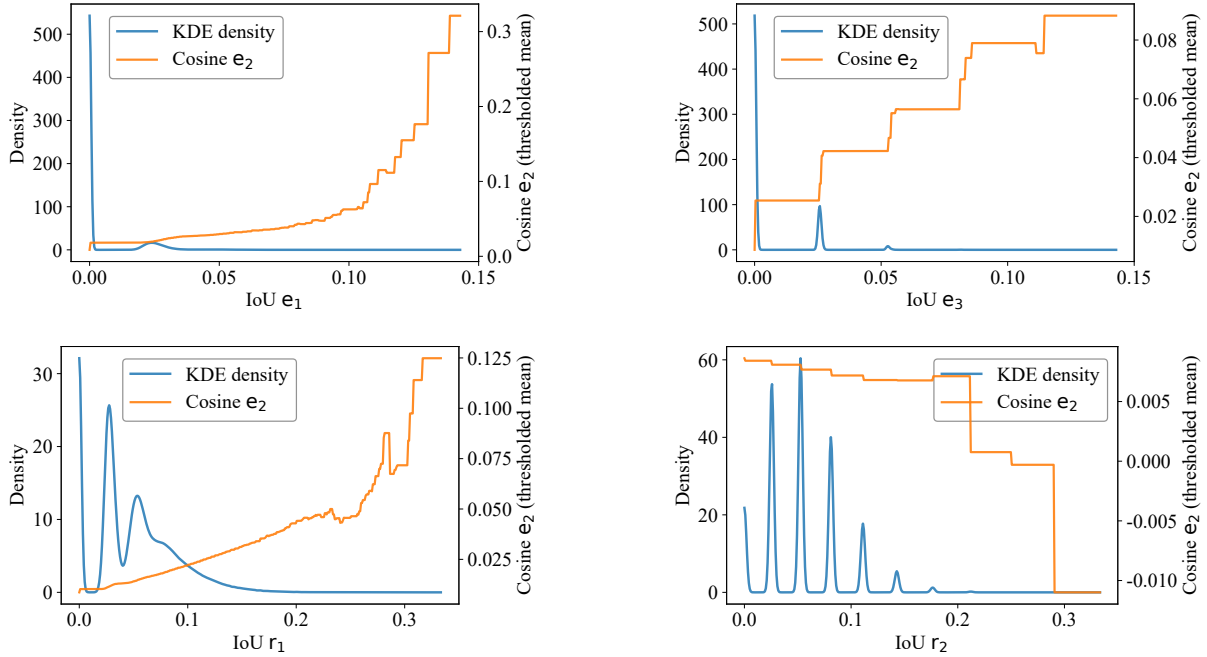 KDE density
Cosine e₂
Density
500
400
300
200
100
0
0.00
0.05
0.10
0.15
IoU e₁
0.3
0.2
0.1
0.0
Cosine e₂ (thresholded mean)
KDE density
Cosine e₂
Density
500
400
300
200
100
0
0.00
0.05
0.10
0.15
IoU e₃
0.08
0.06
0.04
0.02
Cosine e₂ (thresholded mean)
KDE density
Cosine e₂
Density
30
20
10
0
0.0
0.1
0.2
0.3
IoU r₁
0.125
0.100
0.075
0.050
0.025
Cosine e₂ (thresholded mean)
KDE density
Cosine e₂
Density
60
40
20
0
0.0
0.1
0.2
0.3
IoU r₂
0.005
0.000
-0.005
-0.010
Cosine e₂ (thresholded mean)